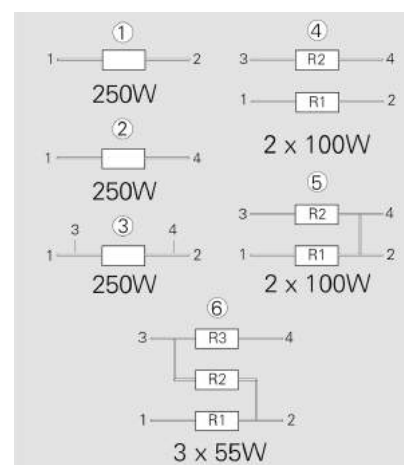 ①
1 2
250W
②
1 4
250W
③
3 4
1 2
250W
④
3 R2 4
1 R1 2
2 x 100W
⑤
3 R2 4
1 R1 2
2 x 100W
⑥
3 R3 4
R2
1 R1 2
3 x 55W